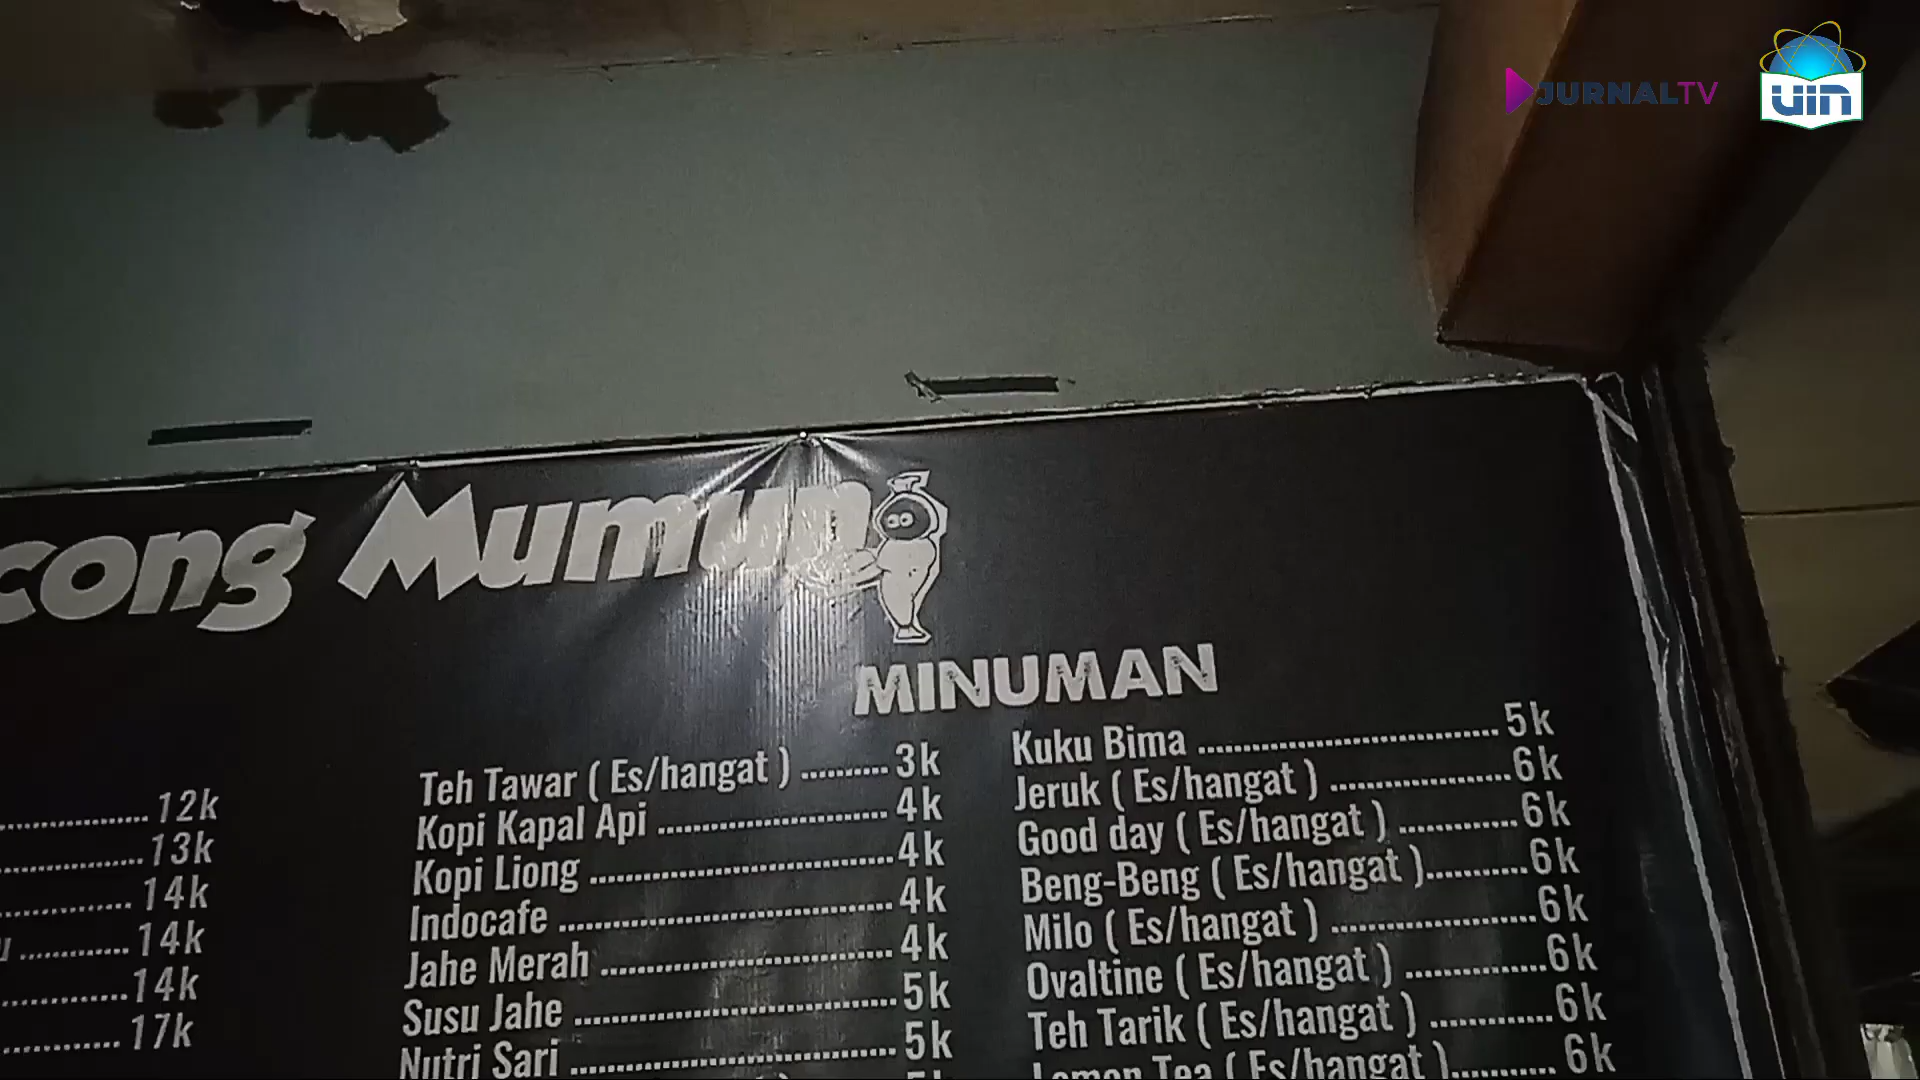 JURNALTV
uin
cong Mumun
MINUMAN
12k
13k
14k
14k
14k
17k
Teh Tawar ( Es/hangat ) .......... 3k
Kopi Kapal Api .......... 4k
Kopi Liong .......... 4k
Indocafe .......... 4k
Jahe Merah .......... 4k
Susu Jahe .......... 5k
Nutri Sari .......... 5k
Kuku Bima .......... 5k
Jeruk ( Es/hangat ) .......... 6k
Good day ( Es/hangat ) .......... 6k
Beng-Beng ( Es/hangat ) .......... 6k
Milo ( Es/hangat ) .......... 6k
Ovaltine ( Es/hangat ) .......... 6k
Teh Tarik ( Es/hangat ) .......... 6k
Lemon Tea ( Es/hangat ) .......... 6k